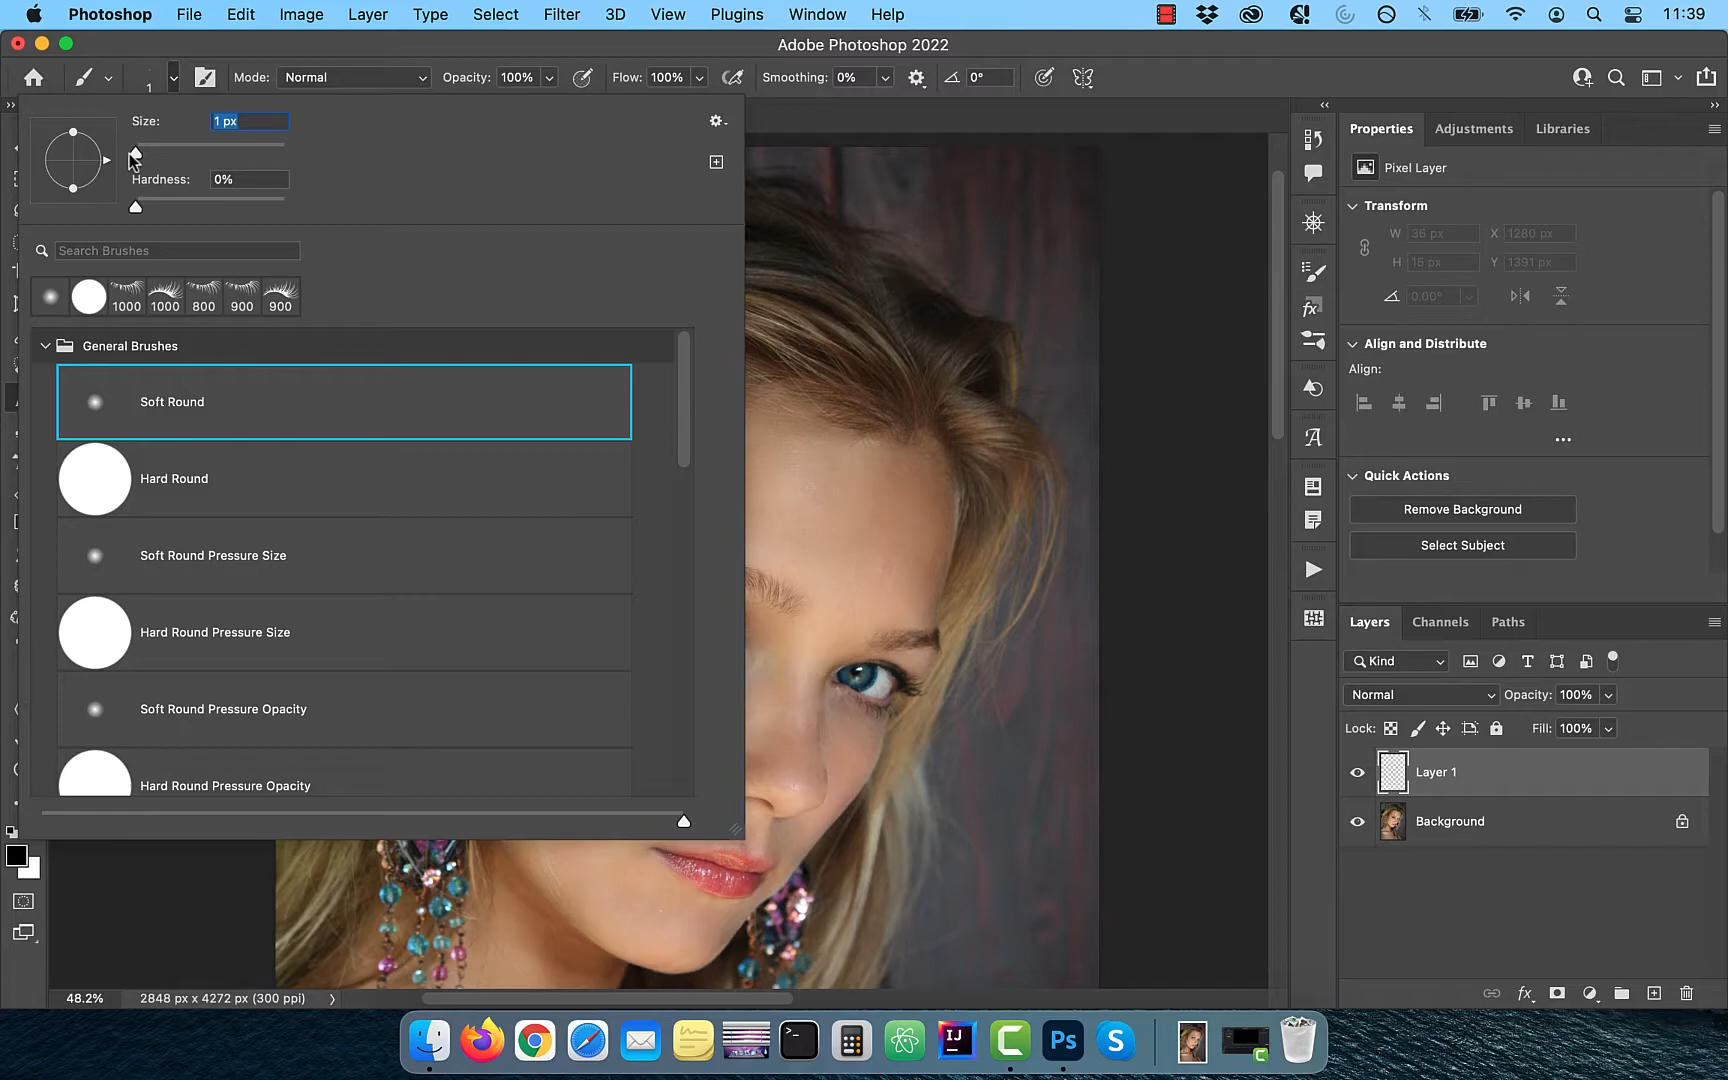 Photoshop File Edit Image Layer Type Select Filter 3D View Plugins Window Help 11:39
Adobe Photoshop 2022
1 Mode: Normal Opacity: 100% Flow: 100% Smoothing: 0% 0°
Size: 1 px
Hardness: 0%
Search Brushes
1000 1000 800 900 900
General Brushes
Soft Round
Hard Round
Soft Round Pressure Size
Hard Round Pressure Size
Soft Round Pressure Opacity
Hard Round Pressure Opacity
48.2% 2848 px x 4272 px (300 ppi)
Properties Adjustments Libraries
Pixel Layer
Transform
W 36 px X 1280 px
H 15 px Y 1391 px
0.00°
Align and Distribute
Align:
Quick Actions
Remove Background
Select Subject
Layers Channels Paths
Kind
Normal Opacity: 100%
Lock: Fill: 100%
Layer 1
Background
fx
IJ
Ps